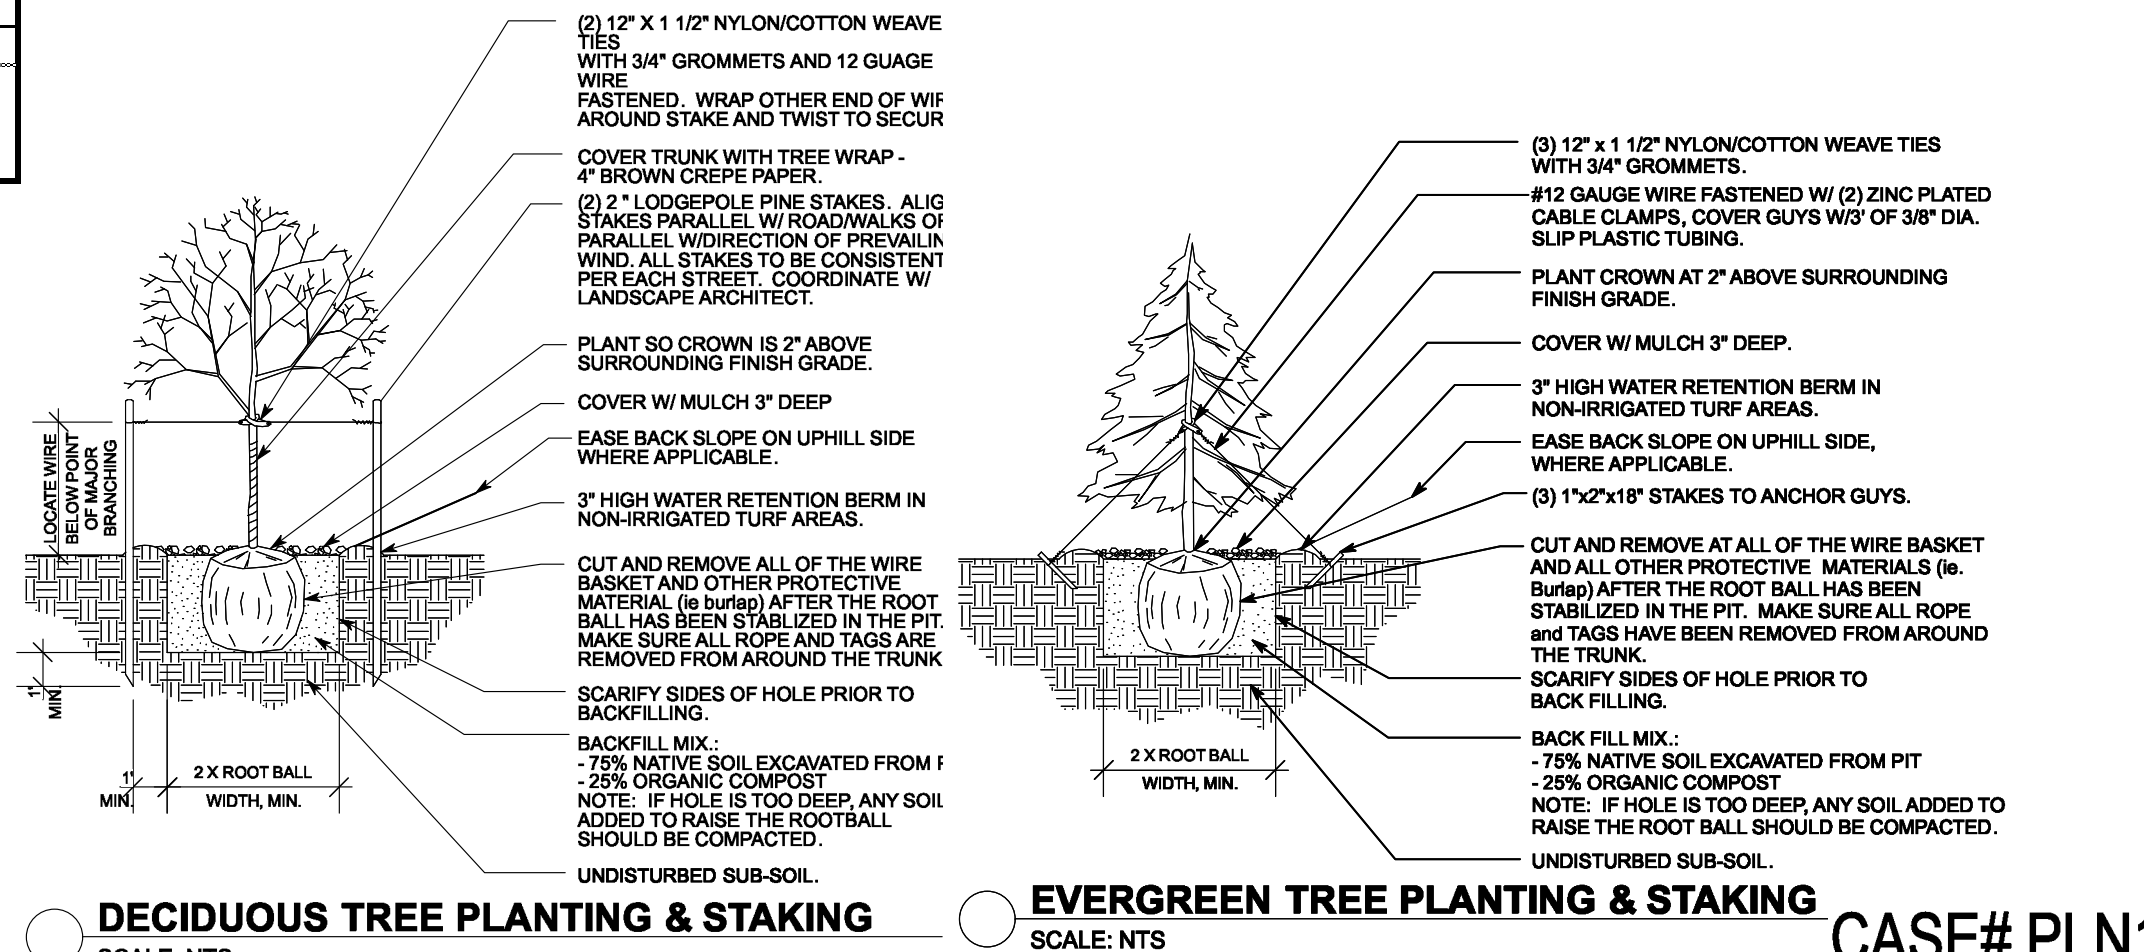 (2) 12" X 1 1/2" NYLON/COTTON WEAVE
TIES
WITH 3/4" GROMMETS AND 12 GUAGE
WIRE
FASTENED. WRAP OTHER END OF
AROUND STAKE AND TWIST TO SECUR
COVER TRUNK WITH TREE WRAP -
4" BROWN CREPE PAPER.
(2) 2 " LODGEPOLE PINE STAKES. ALIG
STAKES PARALLEL W/ ROAD/WALKS
PARALLEL W/DIRECTION OF PREVAILIN
WIND. ALL STAKES TO BE CONSISTENT
PER EACH STREET. COORDINATE W/
LANDSCAPE ARCHITECT.
PLANT SO CROWN IS 2" ABOVE
SURROUNDING FINISH GRADE.
COVER W/ MULCH 3" DEEP
EASE BACK SLOPE ON UPHILL SIDE
WHERE APPLICABLE.
3" HIGH WATER RETENTION BERM IN
NON-IRRIGATED TURF AREAS.
CUT AND REMOVE ALL OF THE WIRE
BASKET AND OTHER PROTECTIVE
MATERIAL (ie burlap) AFTER THE ROOT
BALL HAS BEEN STABLIZED IN THE PIT.
MAKE SURE ALL ROPE AND TAGS ARE
REMOVED FROM AROUND THE TRUNK
SCARIFY SIDES OF HOLE PRIOR TO
BACKFILLING.
BACKFILL MIX.:
- 75% NATIVE SOIL EXCAVATED FROM
- 25% ORGANIC COMPOST
NOTE: IF HOLE IS TOO DEEP, ANY SOIL
ADDED TO RAISE THE ROOTBALL
SHOULD BE COMPACTED.
UNDISTURBED SUB-SOIL.
LOCATE WIRE
BELOW POINT
OF MAJOR
BRANCHING
1'
MIN.
1'
MIN.
2 X ROOT BALL
WIDTH, MIN.
DECIDUOUS TREE PLANTING & STAKING
SCALE: NTS
(3) 12" x 1 1/2" NYLON/COTTON WEAVE TIES
WITH 3/4" GROMMETS.
#12 GAUGE WIRE FASTENED W/ (2) ZINC PLATED
CABLE CLAMPS, COVER GUYS W/3' OF 3/8" DIA.
SLIP PLASTIC TUBING.
PLANT CROWN AT 2" ABOVE SURROUNDING
FINISH GRADE.
COVER W/ MULCH 3" DEEP.
3" HIGH WATER RETENTION BERM IN
NON-IRRIGATED TURF AREAS.
EASE BACK SLOPE ON UPHILL SIDE,
WHERE APPLICABLE.
(3) 1"x2"x18" STAKES TO ANCHOR GUYS.
CUT AND REMOVE AT ALL OF THE WIRE BASKET
AND ALL OTHER PROTECTIVE MATERIALS (ie.
Burlap) AFTER THE ROOT BALL HAS BEEN
STABILIZED IN THE PIT. MAKE SURE ALL ROPE
and TAGS HAVE BEEN REMOVED FROM AROUND
THE TRUNK.
SCARIFY SIDES OF HOLE PRIOR TO
BACK FILLING.
BACK FILL MIX.:
- 75% NATIVE SOIL EXCAVATED FROM PIT
- 25% ORGANIC COMPOST
NOTE: IF HOLE IS TOO DEEP, ANY SOIL ADDED TO
RAISE THE ROOT BALL SHOULD BE COMPACTED.
UNDISTURBED SUB-SOIL.
2 X ROOT BALL
WIDTH, MIN.
EVERGREEN TREE PLANTING & STAKING
SCALE: NTS
CASE# PLN1